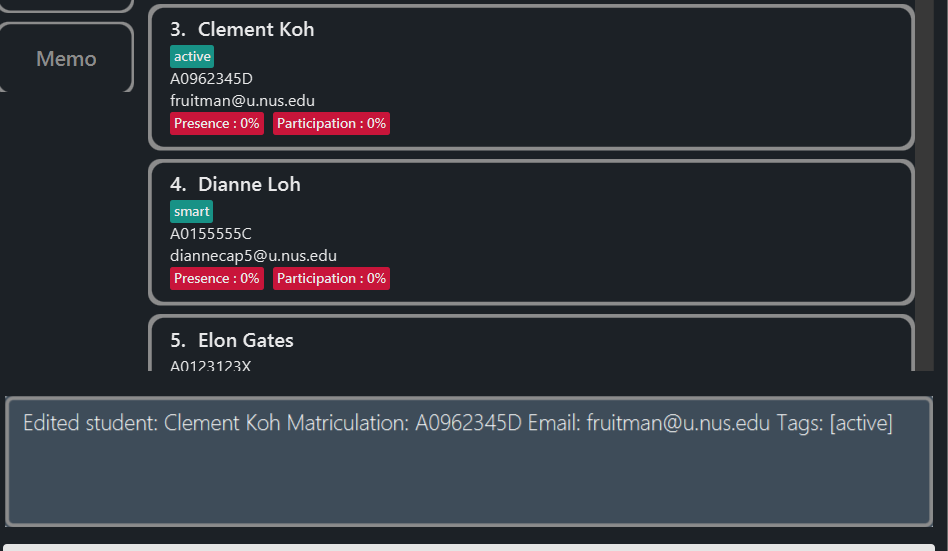 Memo
3. Clement Koh
active
A0962345D
fruitman@u.nus.edu
Presence : 0% Participation : 0%
4. Dianne Loh
smart
A0155555C
diannecap5@u.nus.edu
Presence : 0% Participation : 0%
5. Elon Gates
A0123123X
Edited student: Clement Koh Matriculation: A0962345D Email: fruitman@u.nus.edu Tags: [active]